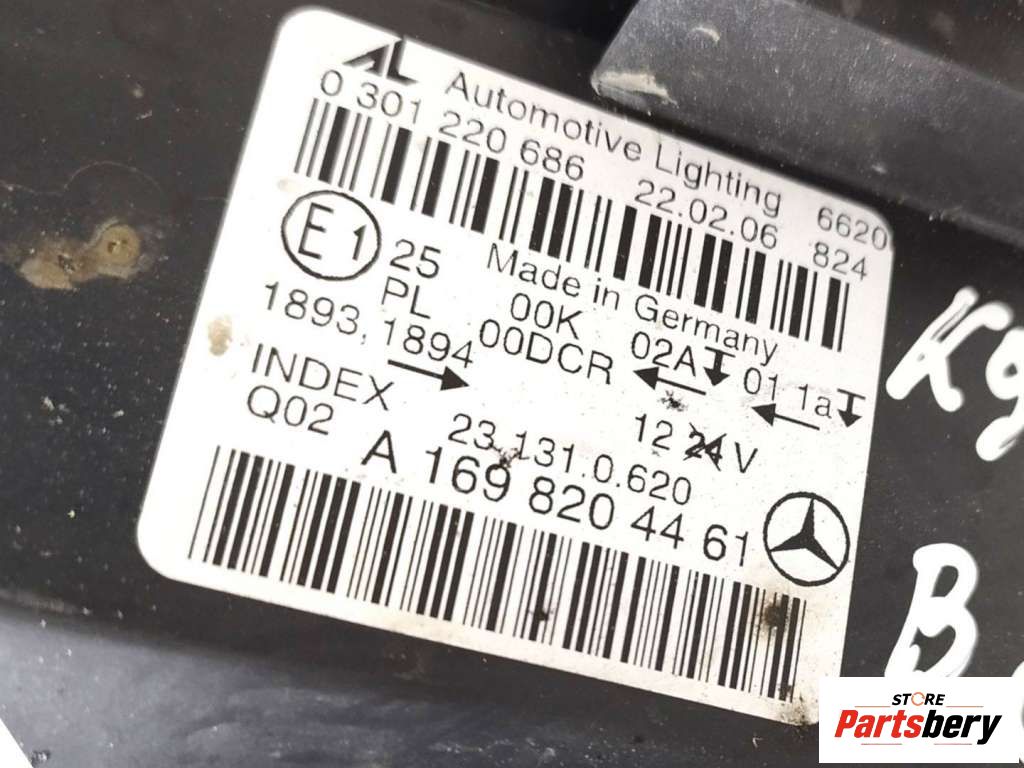 AL Automotive Lighting 6620
0 301 220 686 22.02.06 824
E1 25 Made in Germany
PL 00K 02A 01 1a
1893, 1894 00DCR
INDEX 12 24 V
Q02 23.131.0.620
A 169 820 44 61
K9
B
STORE
Partsbery